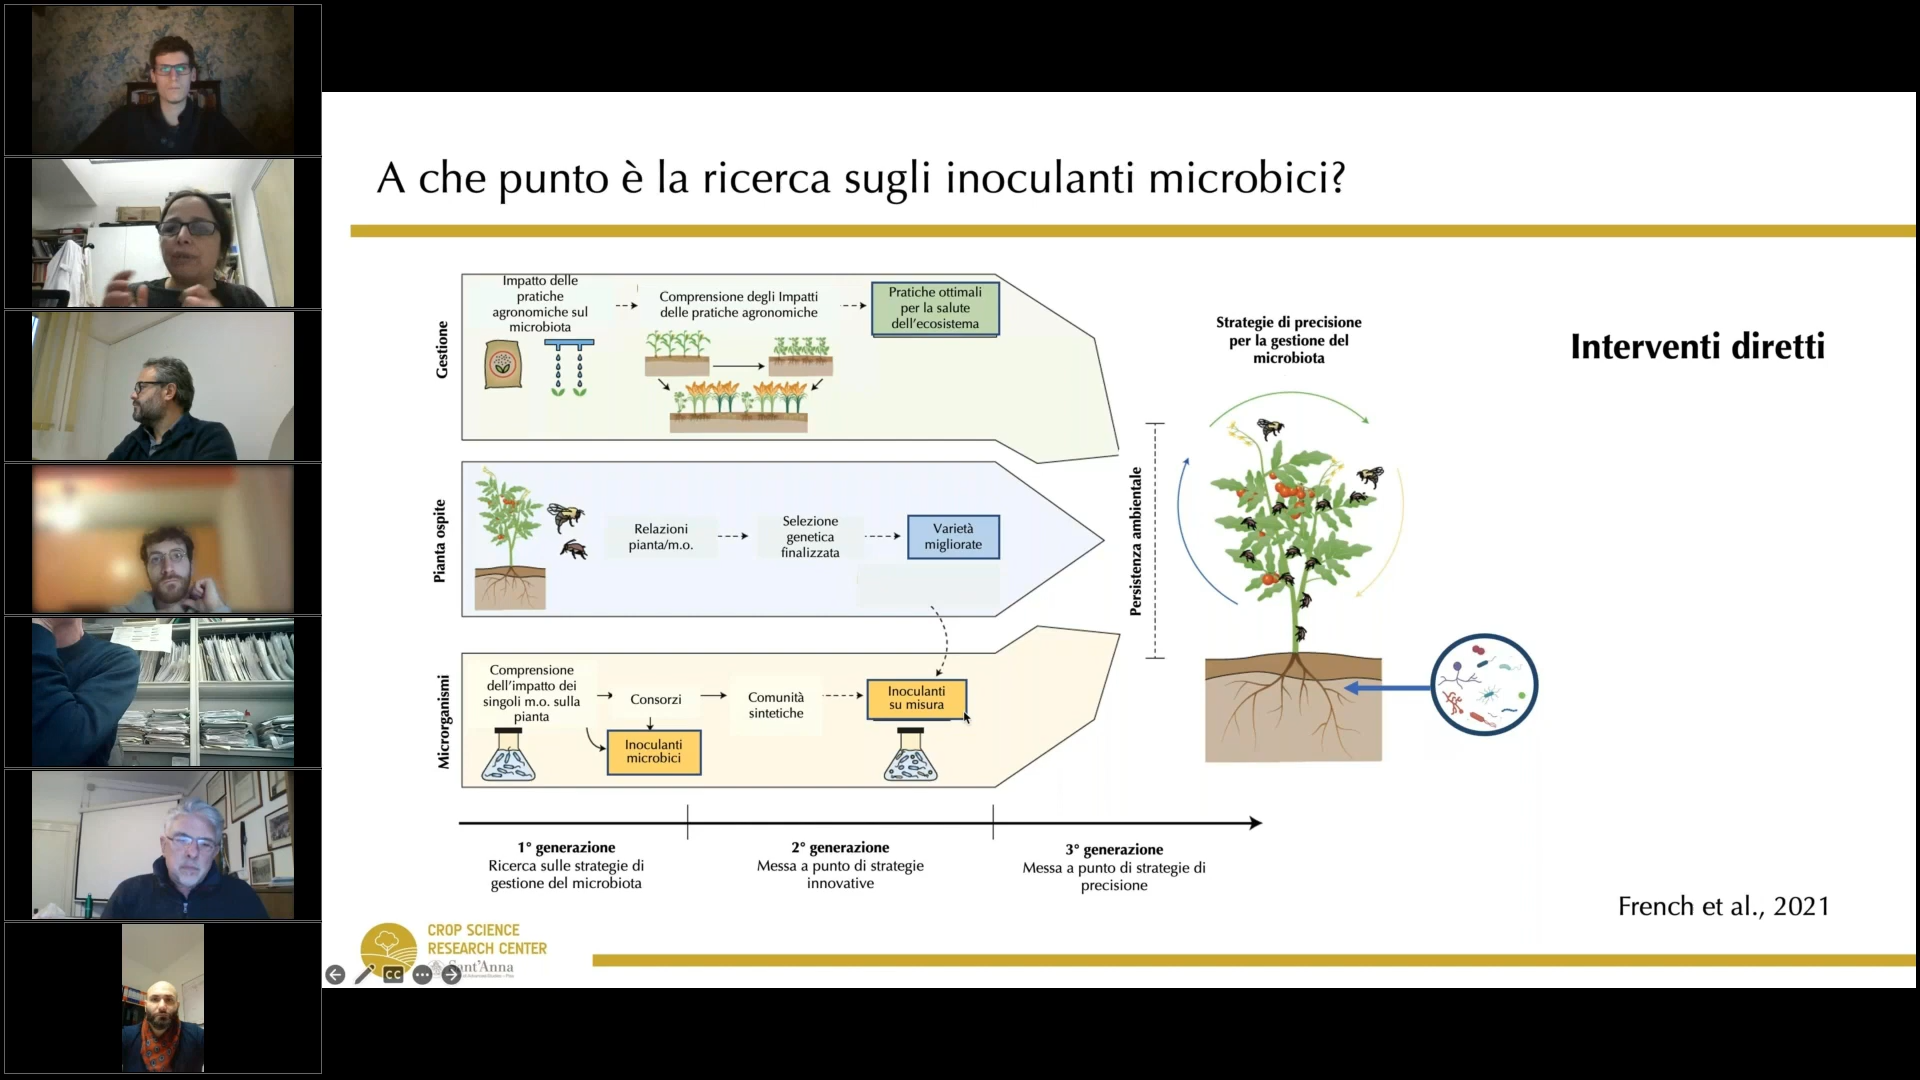 A che punto è la ricerca sugli inoculanti microbici?
Interventi diretti
Gestione
Impatto delle
pratiche
agronomiche sul
microbiota
Comprensione degli Impatti
delle pratiche agronomiche
Pratiche ottimali
per la salute
dell'ecosistema
Pianta ospite
Relazioni
pianta/m.o.
Selezione
genetica
finalizzata
Varietà
migliorate
Microrganismi
Comprensione
dell'impatto dei
singoli m.o. sulla
pianta
Consorzi
Inoculanti
microbici
Comunità
sintetiche
Inoculanti
su misura
Persistenza ambientale
Strategie di precisione
per la gestione del
microbiota
1° generazione
Ricerca sulle strategie di
gestione del microbiota
2° generazione
Messa a punto di strategie
innovative
3° generazione
Messa a punto di strategie di
precisione
French et al., 2021
CROP SCIENCE
RESEARCH CENTER
Sant'Anna
CC